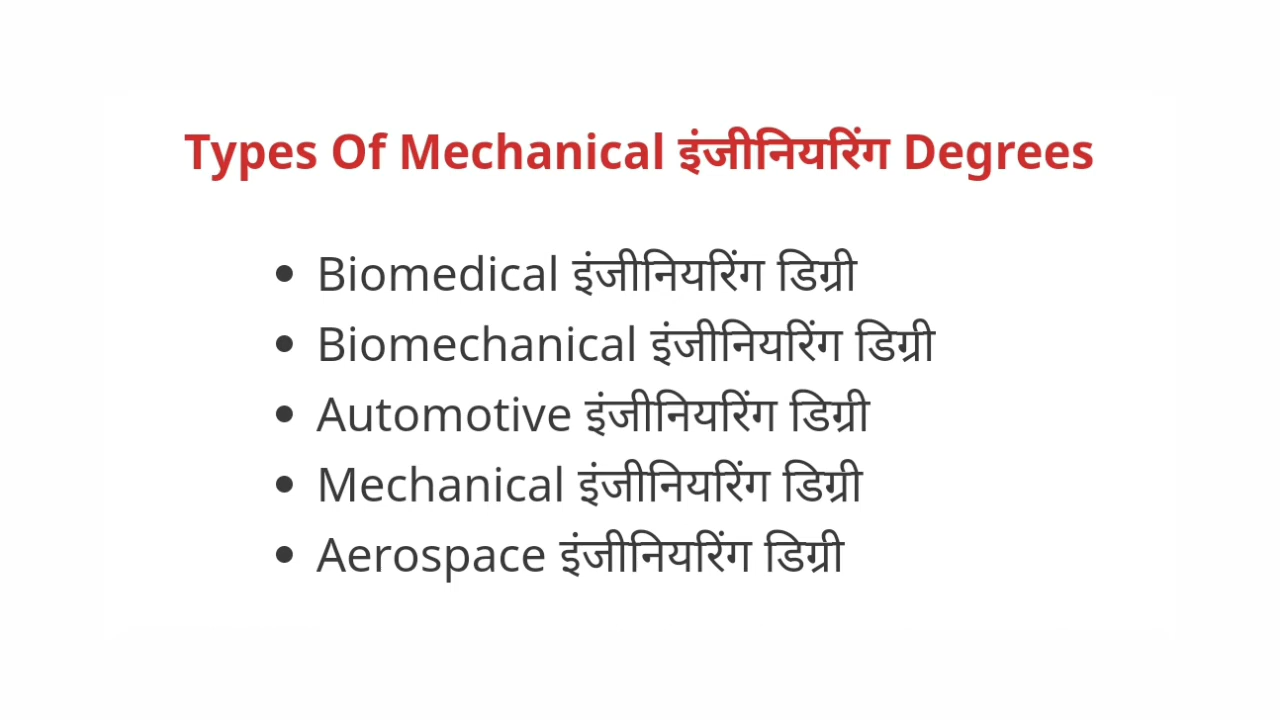 Types Of Mechanical इंजीनियरिंग Degrees
• Biomedical इंजीनियरिंग डिग्री
• Biomechanical इंजीनियरिंग डिग्री
• Automotive इंजीनियरिंग डिग्री
• Mechanical इंजीनियरिंग डिग्री
• Aerospace इंजीनियरिंग डिग्री